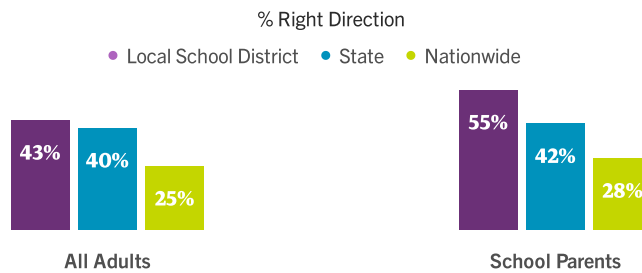 % Right Direction
Local School District State Nationwide
43% 40% 25%
55% 42% 28%
All Adults School Parents